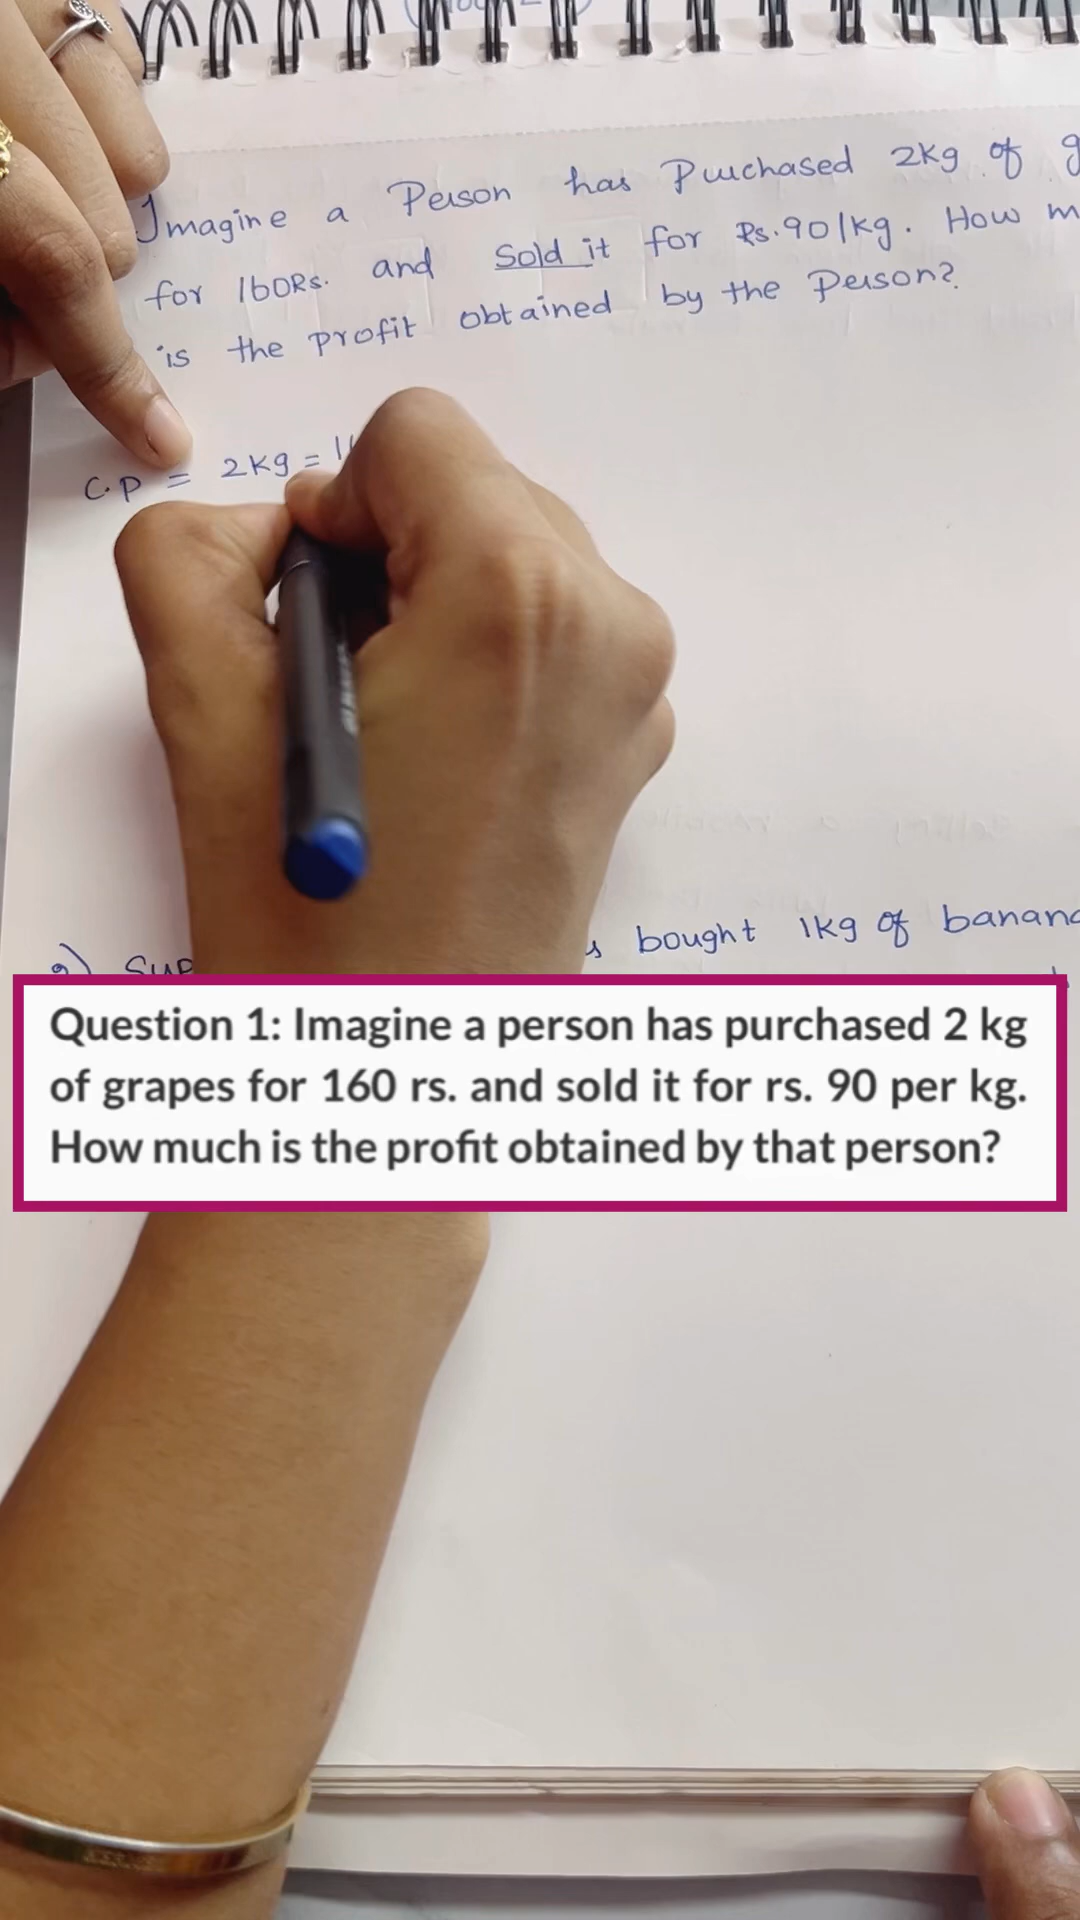 Imagine a Person has Purchased 2kg of
for 160Rs. and Sold it for Rs.90/kg. How
is the profit obtained by the Person?
C.P = 2kg =
bought 1kg of
Question 1: Imagine a person has purchased 2 kg
of grapes for 160 rs. and sold it for rs. 90 per kg.
How much is the profit obtained by that person?